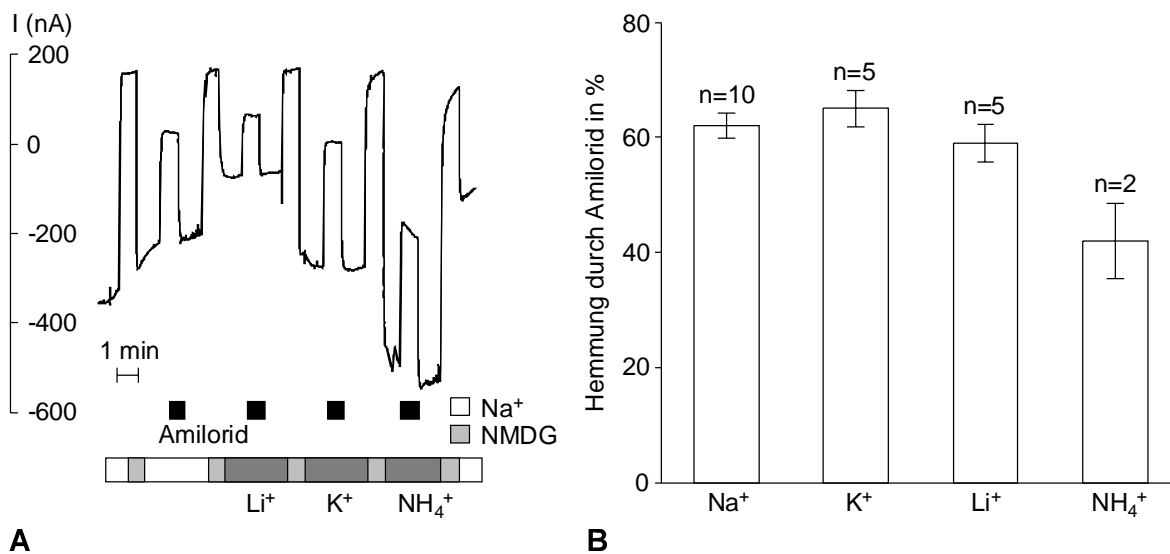 I (nA)
200
0
-200
-400
-600
1 min
Amilorid
Na⁺
NMDG
Li⁺
K⁺
NH₄⁺
A
Hemmung durch Amilorid in %
80
60
40
20
0
n=10
n=5
n=5
n=2
Na⁺
K⁺
Li⁺
NH₄⁺
B